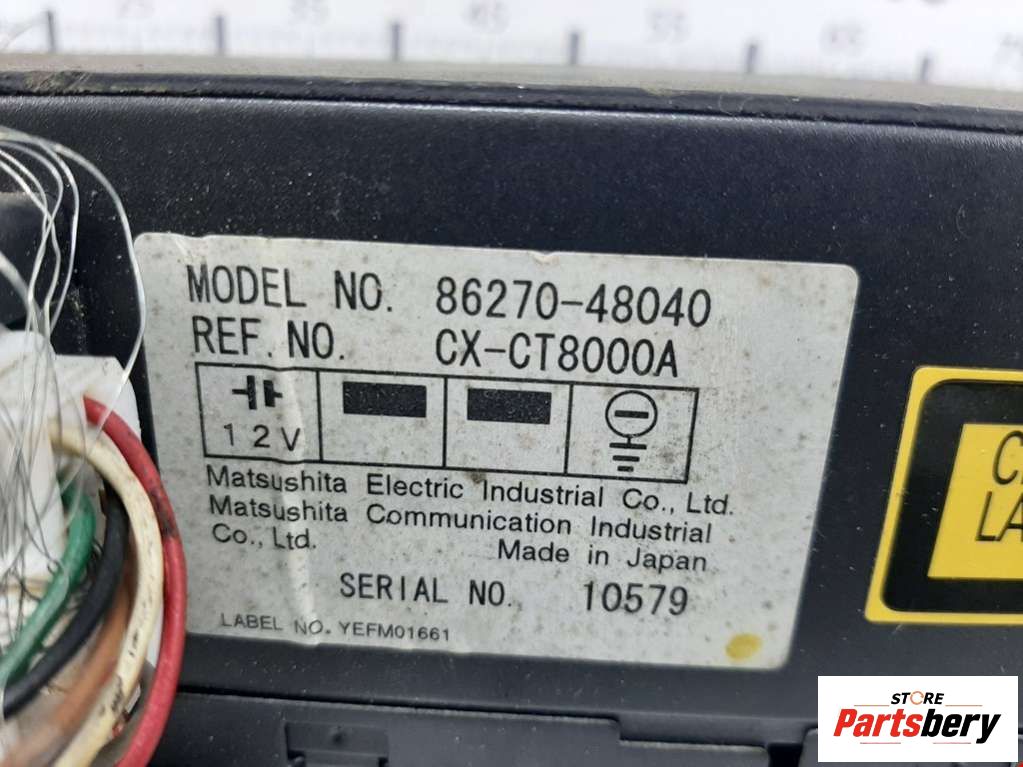 MODEL NO. 86270-48040
REF. NO. CX-CT8000A
12V
Matsushita Electric Industrial Co., Ltd.
Matsushita Communication Industrial
Co., Ltd. Made in Japan
SERIAL NO. 10579
LABEL NO. YEFM01661
STORE
Partsbery